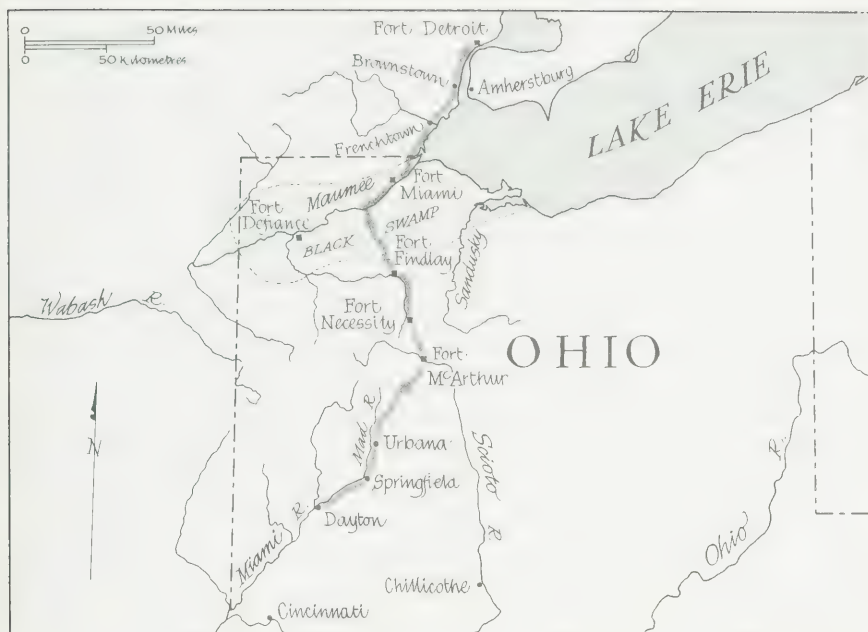 0 50 Miles
0 50 Kilometres
Fort Detroit
Brownstown
Amherstburg
LAKE ERIE
Frenchtown
Fort
Miami
Maumee
SWAMP
Fort
Defiance
BLACK
Fort
Findlay
Sandusky
Wabash R.
Fort
Necessity
OHIO
Fort
McArthur
N
Mad R.
Urbana
Scioto R.
R.
Springfield
Dayton
Miami R.
Ohio
Chillicothe
Cincinnati